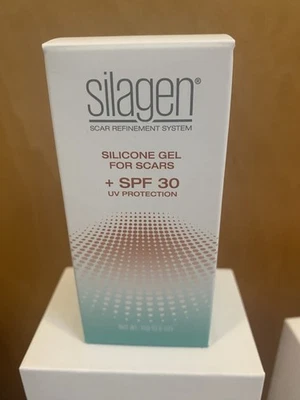 silagen®
SCAR REFINEMENT SYSTEM
SILICONE GEL
FOR SCARS
+ SPF 30
UV PROTECTION